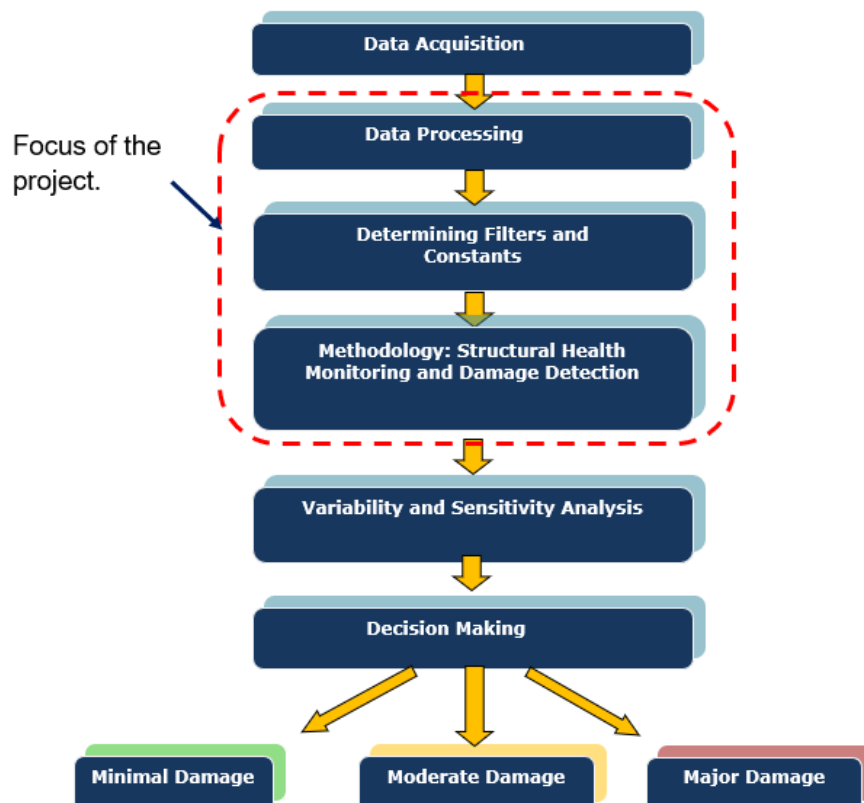 Data Acquisition
Focus of the
project.
Data Processing
Determining Filters and
Constants
Methodology: Structural Health
Monitoring and Damage Detection
Variability and Sensitivity Analysis
Decision Making
Minimal Damage
Moderate Damage
Major Damage